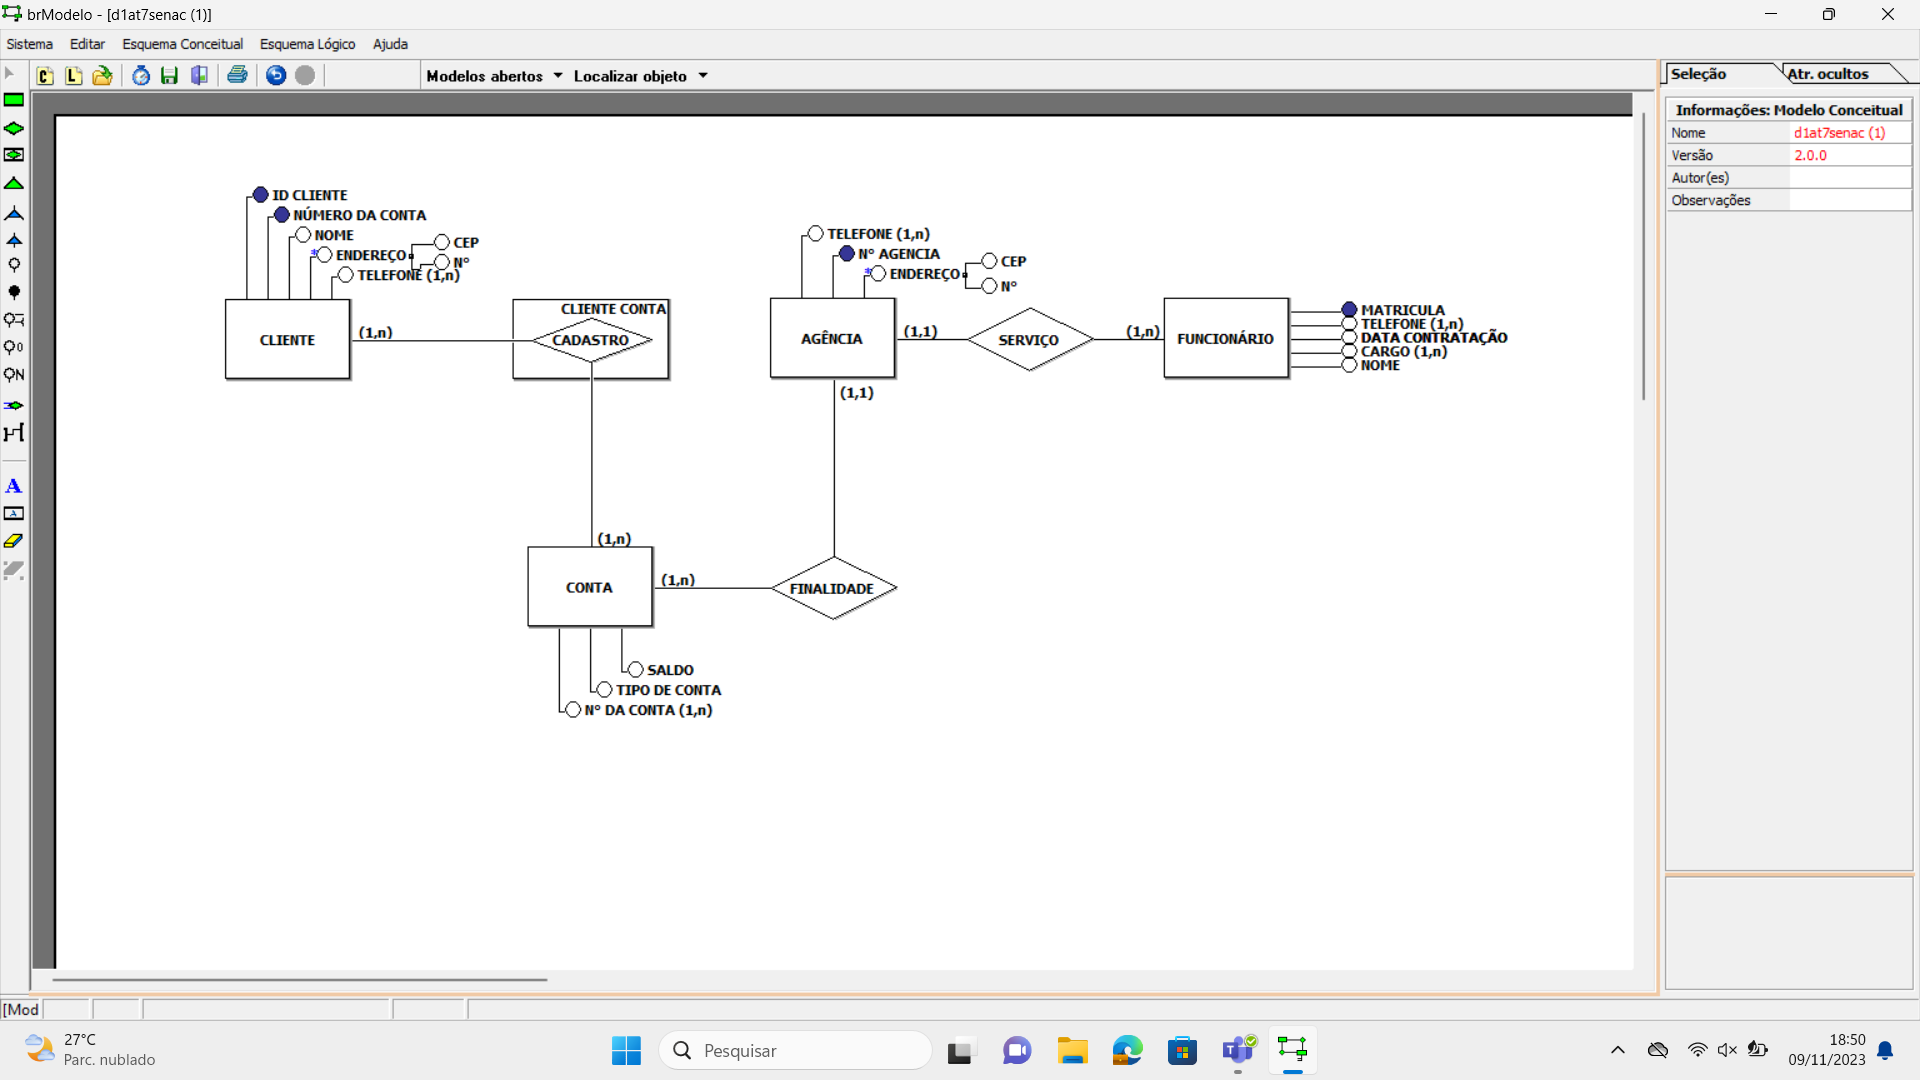 brModelo - [d1at7senac (1)]
Sistema Editar Esquema Conceitual Esquema Lógico Ajuda
C L Modelos abertos Localizar objeto
Seleção Atr. ocultos
Informações: Modelo Conceitual
Nome d1at7senac (1)
Versão 2.0.0
Autor(es)
Observações
ID CLIENTE
NÚMERO DA CONTA
NOME
* ENDEREÇO
CEP
N°
TELEFONE (1,n)
CLIENTE
(1,n)
CLIENTE CONTA
CADASTRO
TELEFONE (1,n)
N° AGENCIA
* ENDEREÇO
CEP
N°
AGÊNCIA
(1,1)
SERVIÇO
(1,n)
FUNCIONÁRIO
MATRICULA
TELEFONE (1,n)
DATA CONTRATAÇÃO
CARGO (1,n)
NOME
(1,1)
(1,n)
CONTA
(1,n)
FINALIDADE
SALDO
TIPO DE CONTA
N° DA CONTA (1,n)
0
N
A
A
[Mod
27°C
Parc. nublado
Pesquisar
18:50
09/11/2023